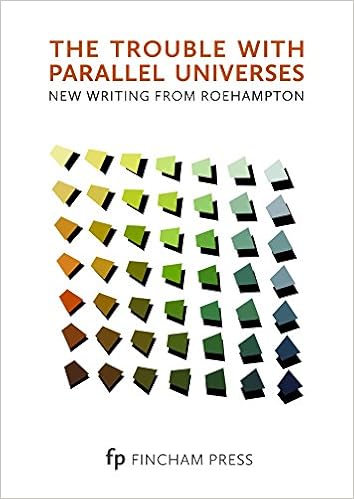 THE TROUBLE WITH
PARALLEL UNIVERSES
NEW WRITING FROM ROEHAMPTON
fp FINCHAM PRESS